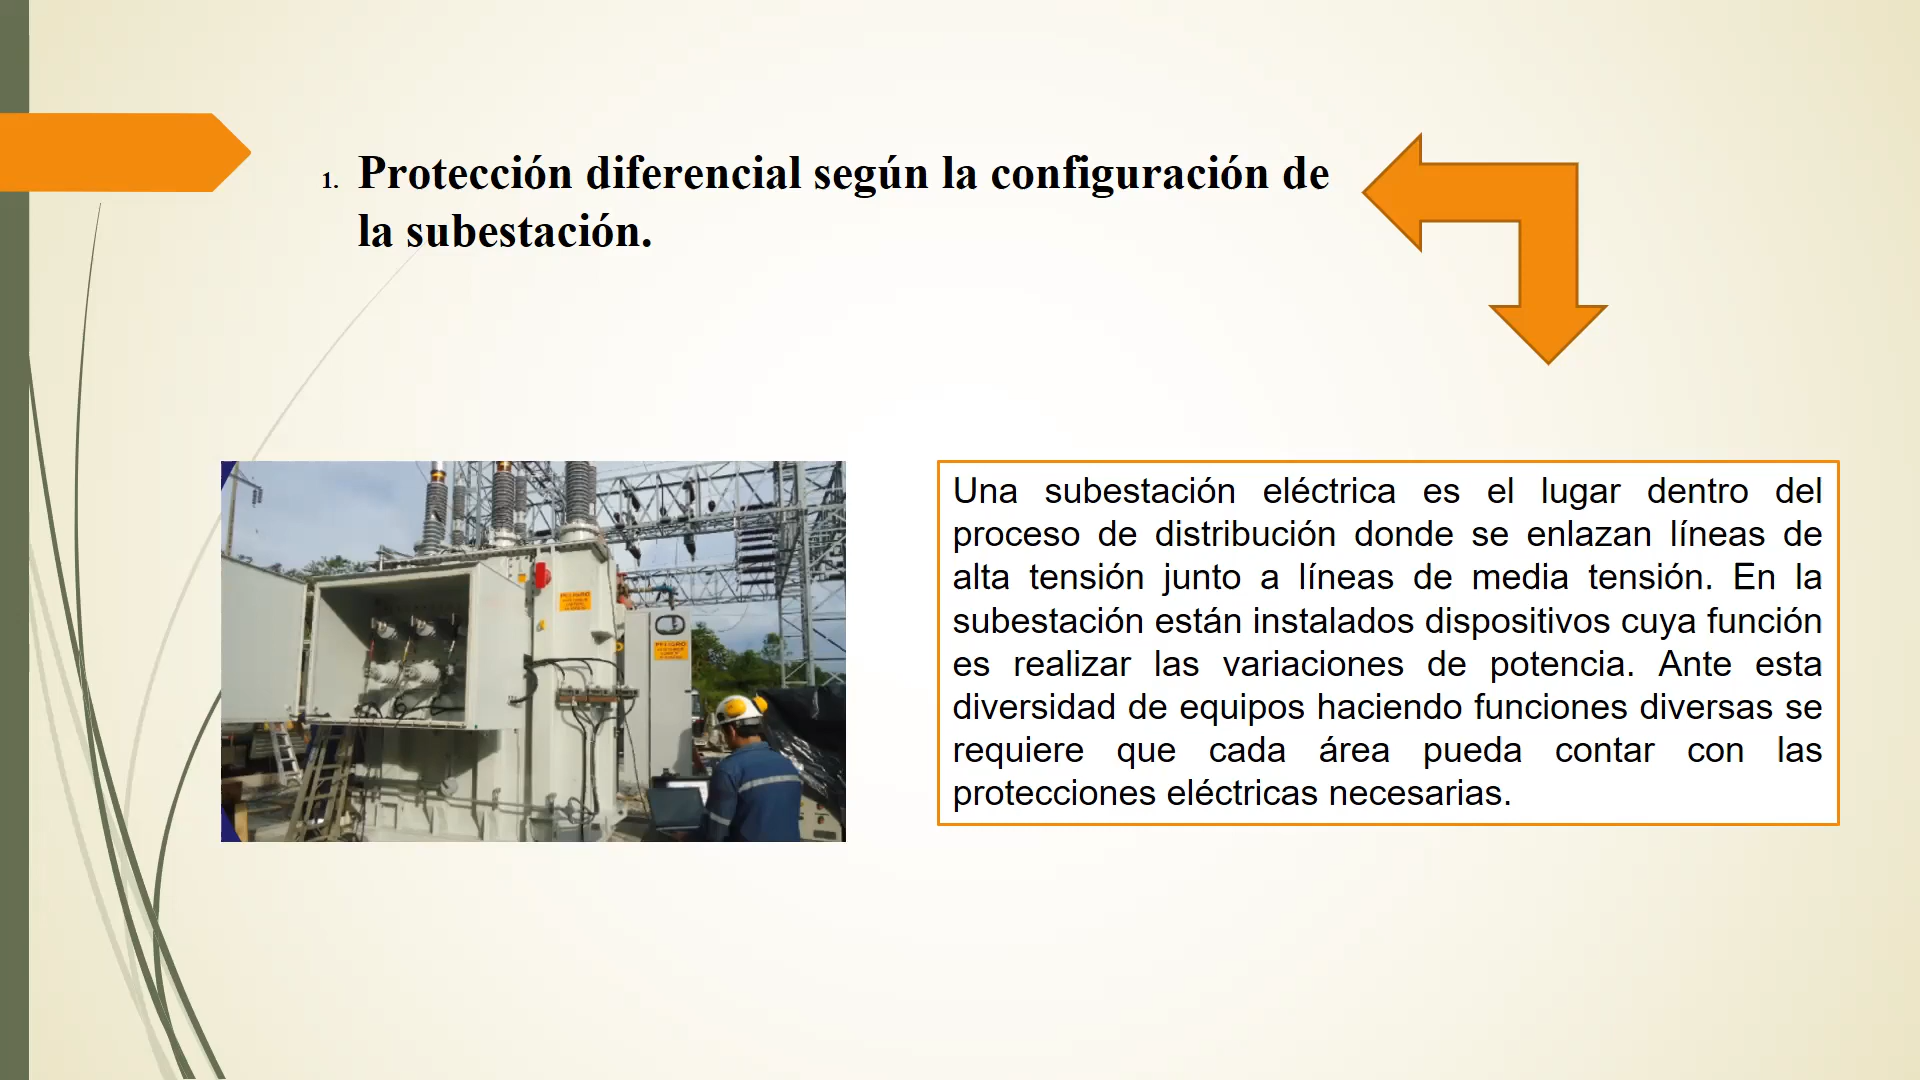 1. Protección diferencial según la configuración de
la subestación.
Una subestación eléctrica es el lugar dentro del
proceso de distribución donde se enlazan líneas de
alta tensión junto a líneas de media tensión. En la
subestación están instalados dispositivos cuya función
es realizar las variaciones de potencia. Ante esta
diversidad de equipos haciendo funciones diversas se
requiere que cada área pueda contar con las
protecciones eléctricas necesarias.
PELIGRO
PELIGRO